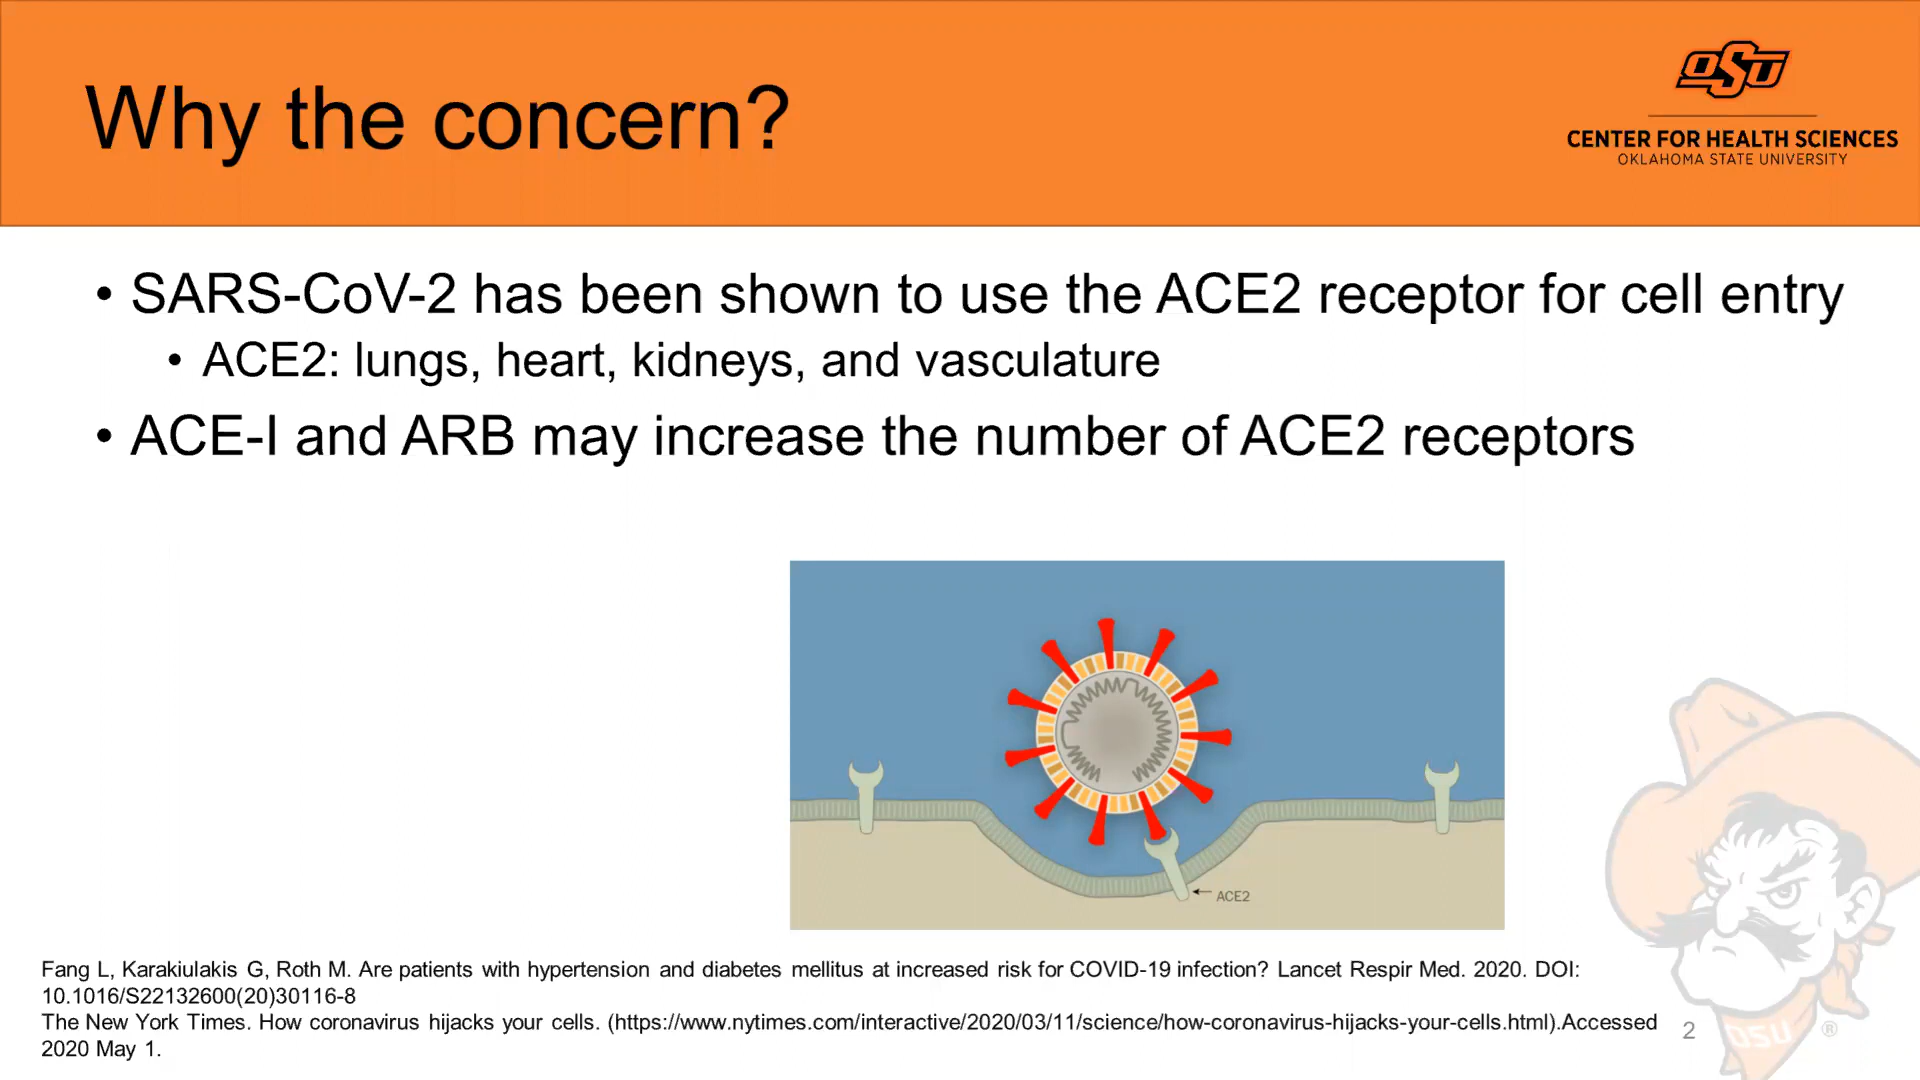 Why the concern?
OSU
CENTER FOR HEALTH SCIENCES
OKLAHOMA STATE UNIVERSITY
• SARS-CoV-2 has been shown to use the ACE2 receptor for cell entry
• ACE2: lungs, heart, kidneys, and vasculature
• ACE-I and ARB may increase the number of ACE2 receptors
ACE2
Fang L, Karakiulakis G, Roth M. Are patients with hypertension and diabetes mellitus at increased risk for COVID-19 infection? Lancet Respir Med. 2020. DOI:
10.1016/S22132600(20)30116-8
The New York Times. How coronavirus hijacks your cells. (https://www.nytimes.com/interactive/2020/03/11/science/how-coronavirus-hijacks-your-cells.html).Accessed
2020 May 1.
2
OSU ®